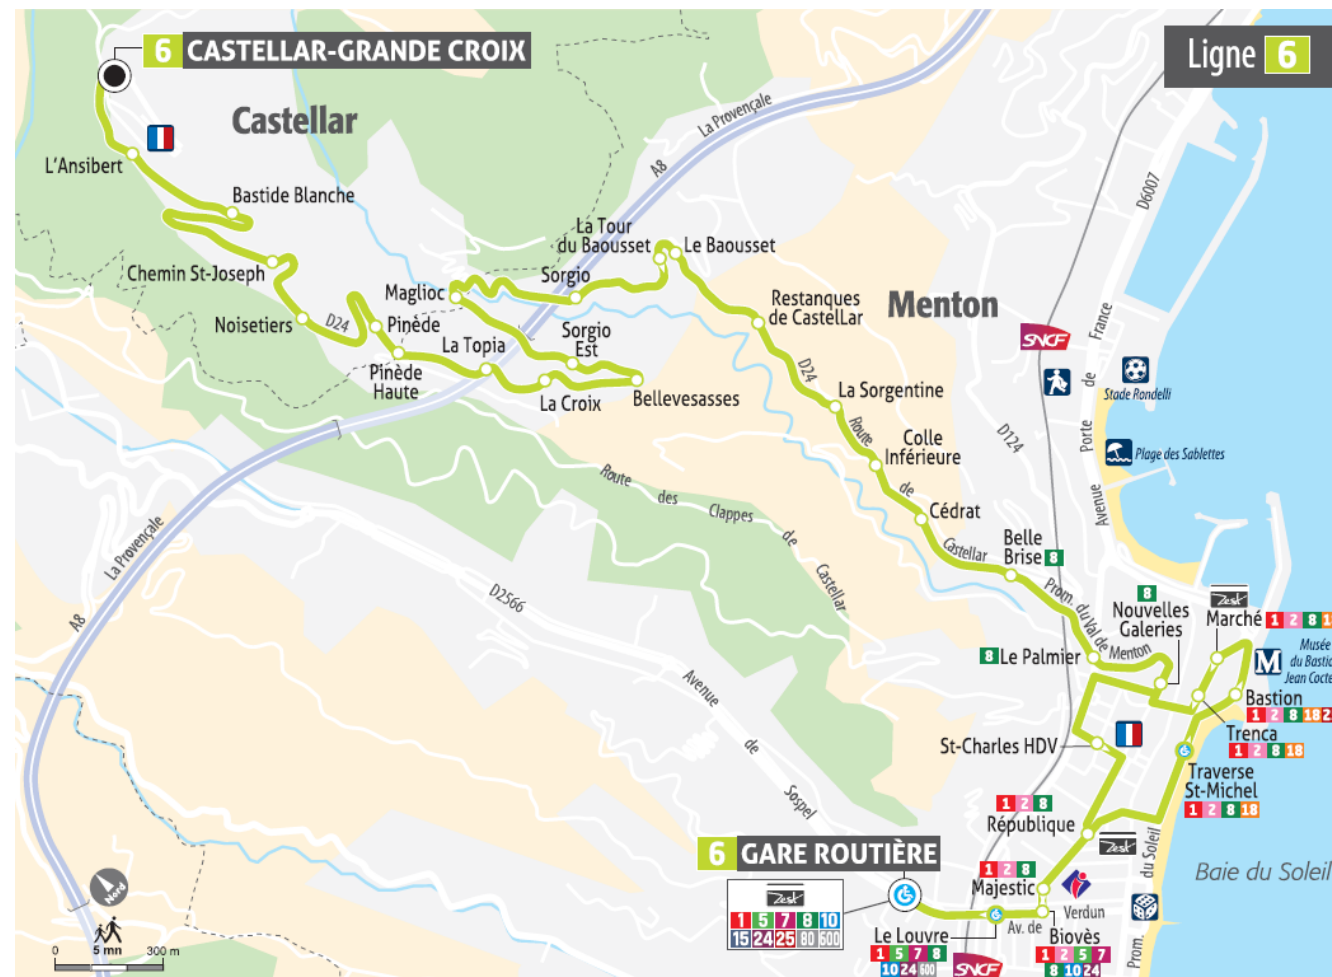 6 CASTELLAR-GRANDE CROIX
Ligne 6
Castellar
La Provençale
A8
L'Ansibert
Bastide Blanche
D6007
La Tour
du Baousset
Le Baousset
Chemin St-Joseph
Sorgio
Maglioc
Restanques
de CastelLar
Menton
Noisetiers
D24
Pinède
La Topia
Sorgio
Est
SNCF
Pinède
Haute
La Croix
Bellevesasses
D24
La Sorgentine
Stade Rondelli
Route
de
Castellar
Colle
Inférieure
D124
Avenue
Porte
de
France
Plage des Sablettes
Route
des
Clappes
de
Castellar
Cédrat
Belle
Brise 8
La Provençale
A8
D2566
Prom. du Val de Menton
8
Nouvelles
Galeries
Zest
Marché 1 2 8
8 Le Palmier
Musée
M
Bastion
1 2 8 18
Trenca
1 2 8 18
St-Charles HDV
Traverse
St-Michel
1 2 8 18
Avenue
de
Sospel
1 2 8
République
Zest
6 GARE ROUTIÈRE
Zest
1 5 7 8 10
15 24 25 80 600
1 2 8
Majestic
Verdun
Av. de
Le Louvre
1 5 7 8
10 24 600
SNCF
Biovès
1 2 5 7
8 10 24
Prom.
du Soleil
Baie du Soleil
Nord
5 mn
0 300 m